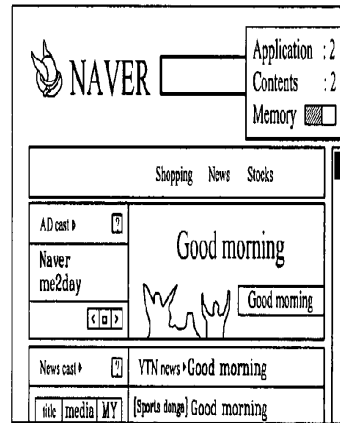 NAVER
Application : 2
Contents : 2
Memory
Shopping News Stocks
AD cast ?
Naver
me2day
< >
Good morning
Good morning
News cast ?
title media MY
YTN news Good morning
[Sports donga] Good morning